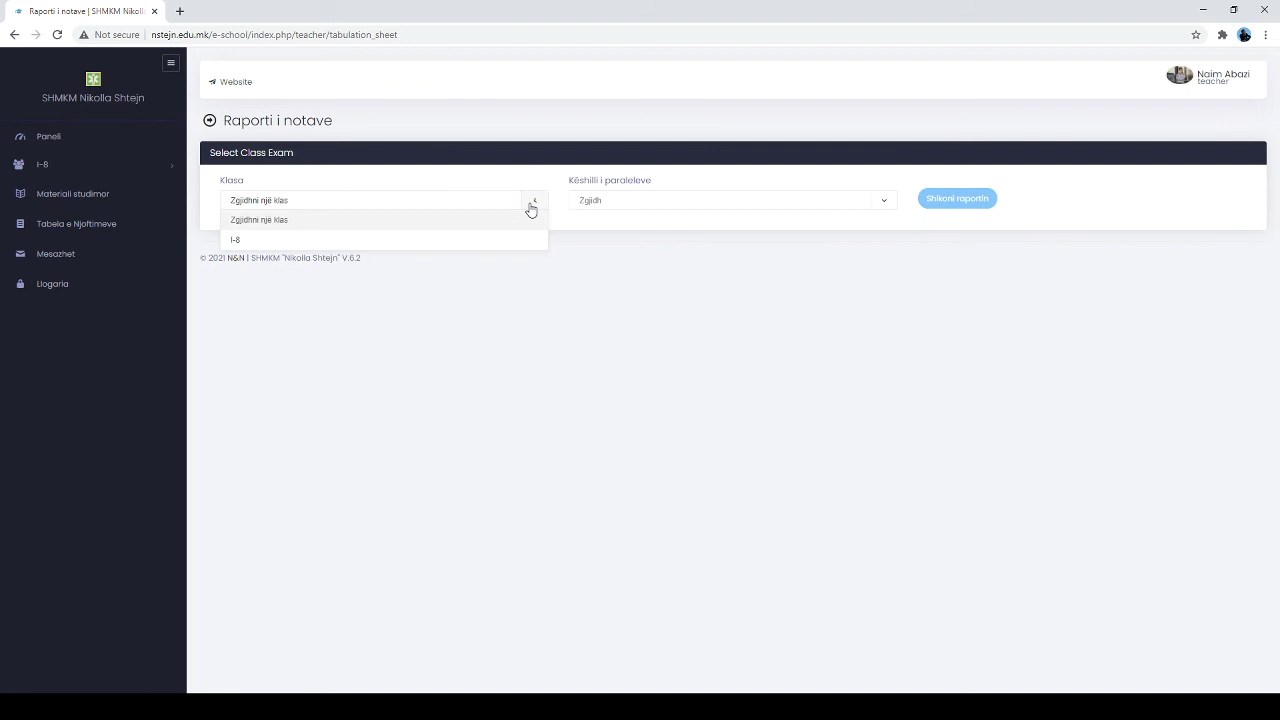 Raporti i notave | SHMKM Nikoll
Not secure
nstejn.edu.mk/e-school/index.php/teacher/tabulation_sheet
SHMKM Nikolla Shtejn
Paneli
I-8
Materiali studimor
Tabela e Njoftimeve
Mesazhet
Llogaria
Website
Naim Abazi
teacher
Raporti i notave
Select Class Exam
Klasa
Këshilli i paraleleve
Zgjidhni një klas
Zgjidh
Shikoni raportin
Zgjidhni një klas
I-8
© 2021 N&N | SHMKM "Nikolla Shtejn" V.6.2